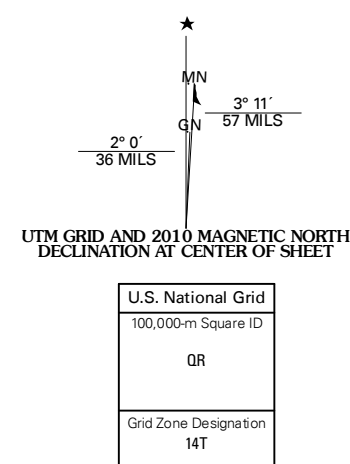 ★
MN
3° 11´
57 MILS
GN
2° 0´
36 MILS
UTM GRID AND 2010 MAGNETIC NORTH
DECLINATION AT CENTER OF SHEET
U.S. National Grid
100,000-m Square ID
QR
Grid Zone Designation
14T